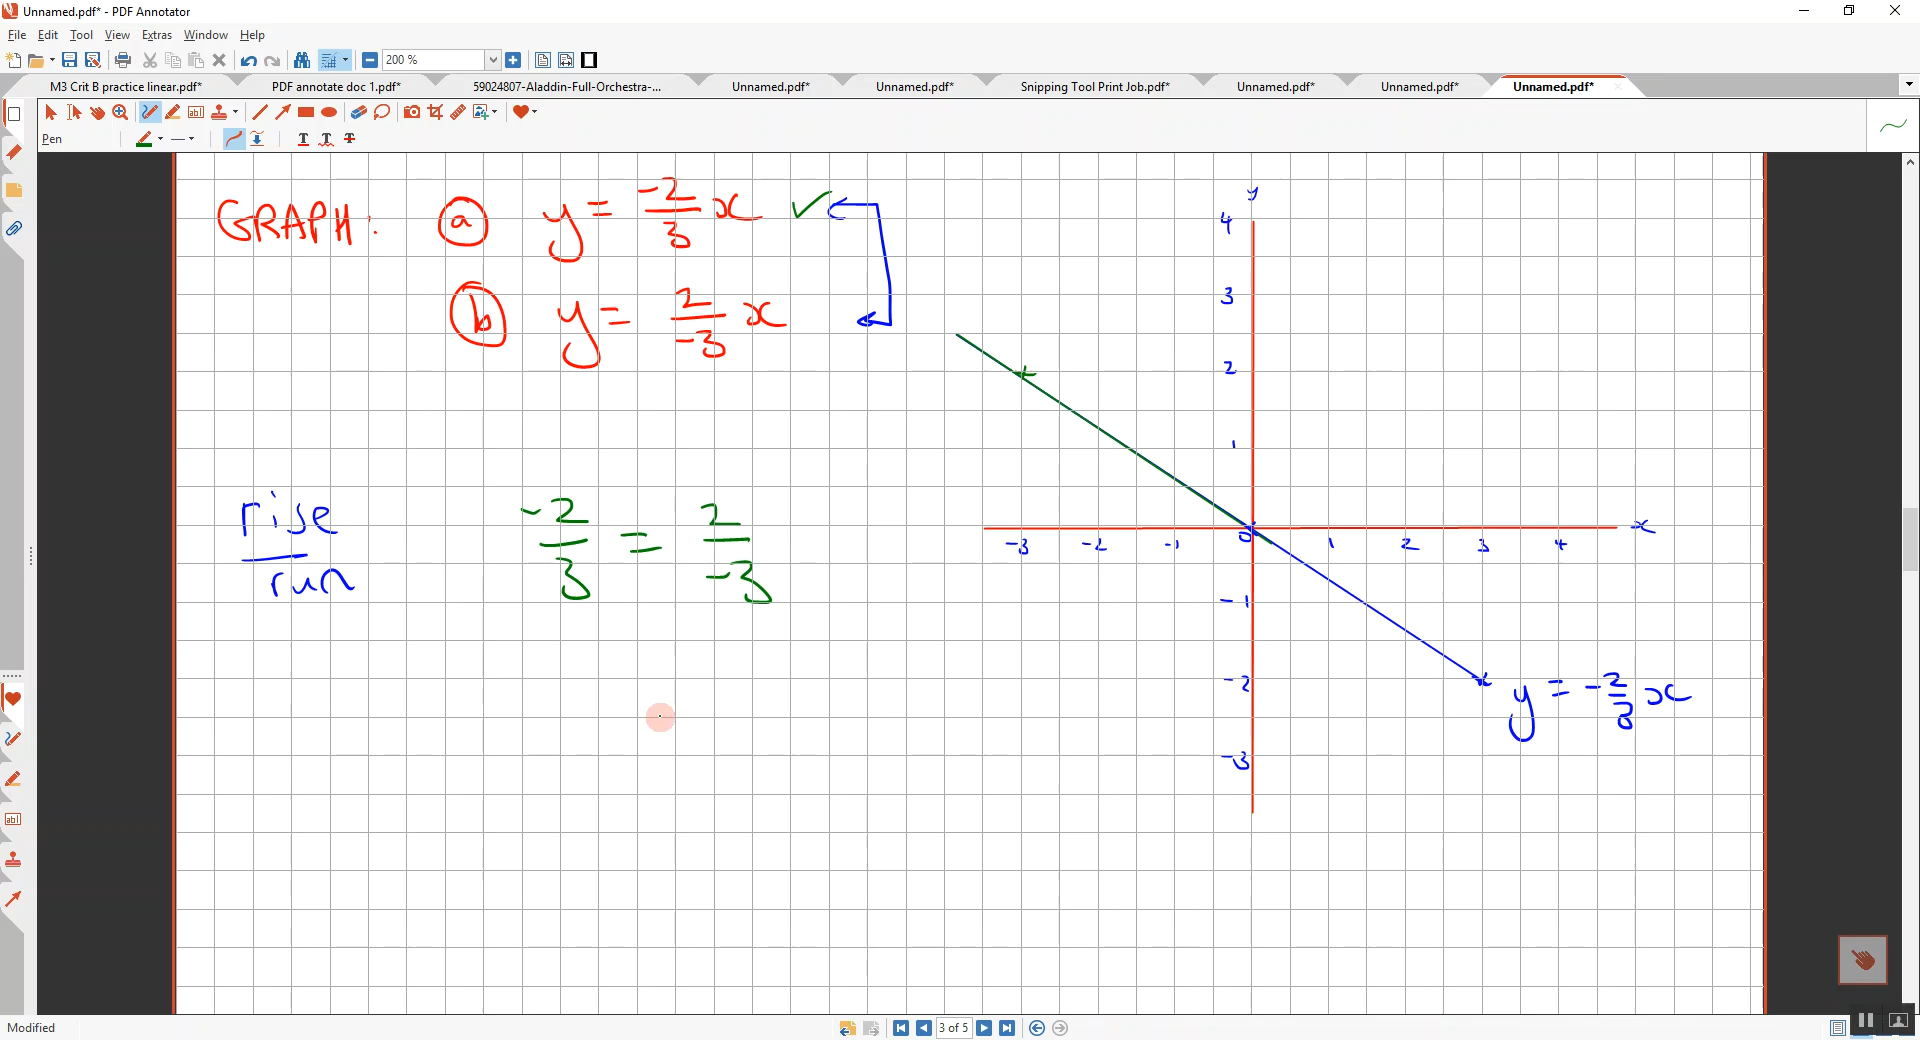 Unnamed.pdf* - PDF Annotator
File Edit Tool View Extras Window Help
200 %
M3 Crit B practice linear.pdf* PDF annotate doc 1.pdf* 59024807-Aladdin-Full-Orchestra-... Unnamed.pdf* Unnamed.pdf* Snipping Tool Print Job.pdf* Unnamed.pdf* Unnamed.pdf* Unnamed.pdf*
Pen
GRAPH: a y = -2/3 x ✓
b y = 2/-3 x
rise/run -2/3 = 2/-3
y
4
3
2
1
-3 -2 -1 0 1 2 3 4 x
-1
-2
-3
y = -2/3 x
Modified
3 of 5